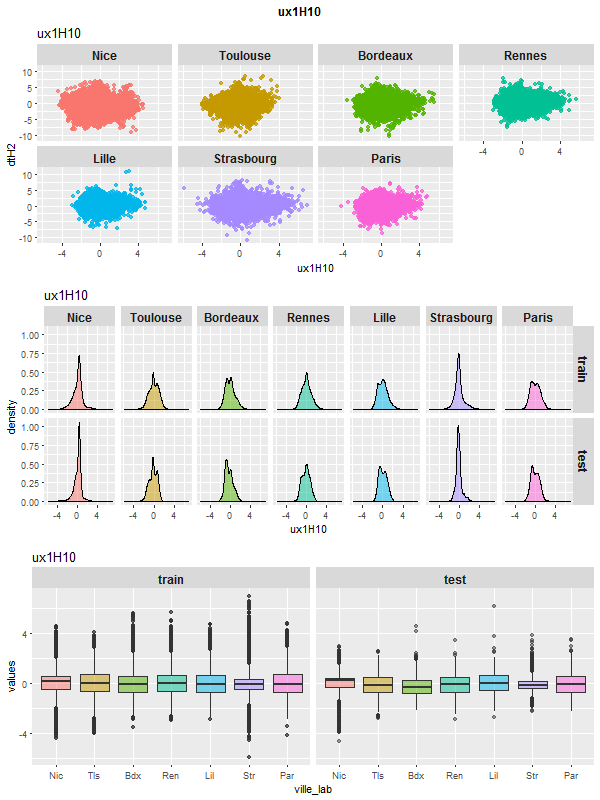 ux1H10
ux1H10
Nice Toulouse Bordeaux Rennes
10
5
0
-5
-10
Lille Strasbourg Paris
10
5
0
-5
-10
-4 0 4 -4 0 4 -4 0 4 -4 0 4
dtH2
ux1H10
ux1H10
Nice Toulouse Bordeaux Rennes Lille Strasbourg Paris
1.00
0.75
0.50
0.25
0.00
train
1.00
0.75
0.50
0.25
0.00
test
-4 0 4 -4 0 4 -4 0 4 -4 0 4 -4 0 4 -4 0 4 -4 0 4
density
ux1H10
ux1H10
train test
4
0
-4
Nic Tls Bdx Ren Lil Str Par Nic Tls Bdx Ren Lil Str Par
values
ville_lab